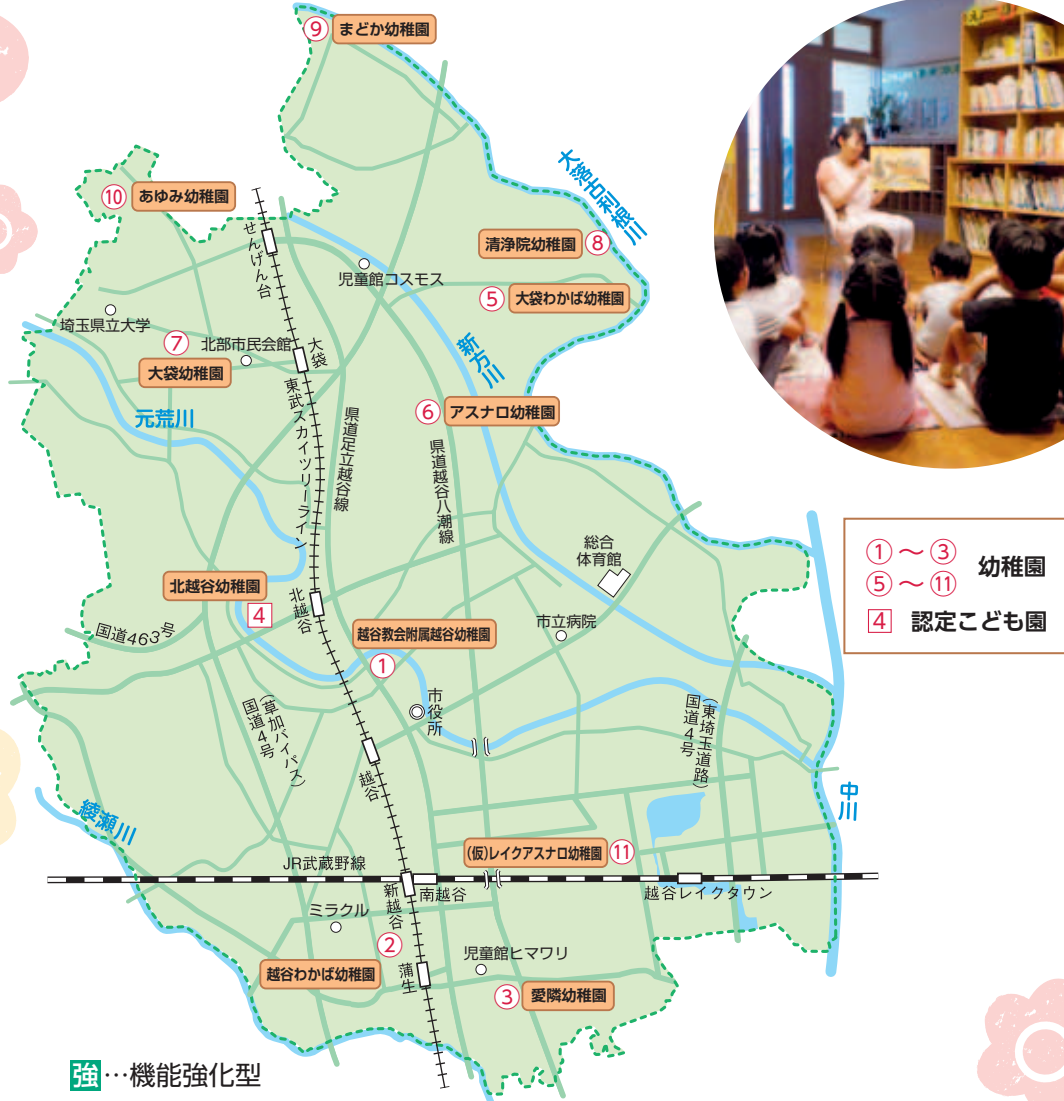 ⑨ まどか幼稚園
⑩ あゆみ幼稚園
せんげん台
大落古利根川
清浄院幼稚園 ⑧
児童館コスモス
⑤ 大袋わかば幼稚園
埼玉県立大学
⑦
北部市民会館
大袋
大袋幼稚園
新方川
東武スカイツリーライン
元荒川
⑥ アスナロ幼稚園
県道足立越谷線
県道越谷八潮線
総合
体育館
①～③
⑤～⑪
幼稚園
4 認定こども園
北越谷幼稚園
4
北越谷
国道463号
越谷教会附属越谷幼稚園
①
市立病院
市役所
国道4号
(草加バイパス)
国道4号
(東埼玉道路)
越谷
中川
綾瀬川
JR武蔵野線
(仮)レイクアスナロ幼稚園 ⑪
新越谷
南越谷
越谷レイクタウン
ミラクル
②
児童館ヒマワリ
越谷わかば幼稚園
蒲生
③ 愛隣幼稚園
強…機能強化型